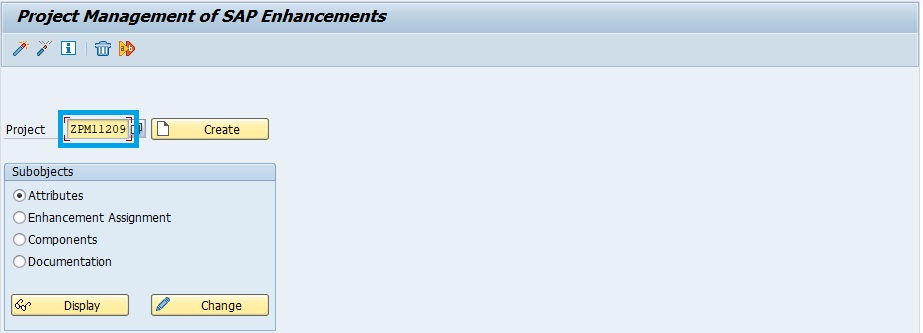 Project Management of SAP Enhancements
Project ZPM11209 Create
Subobjects
Attributes
Enhancement Assignment
Components
Documentation
Display Change